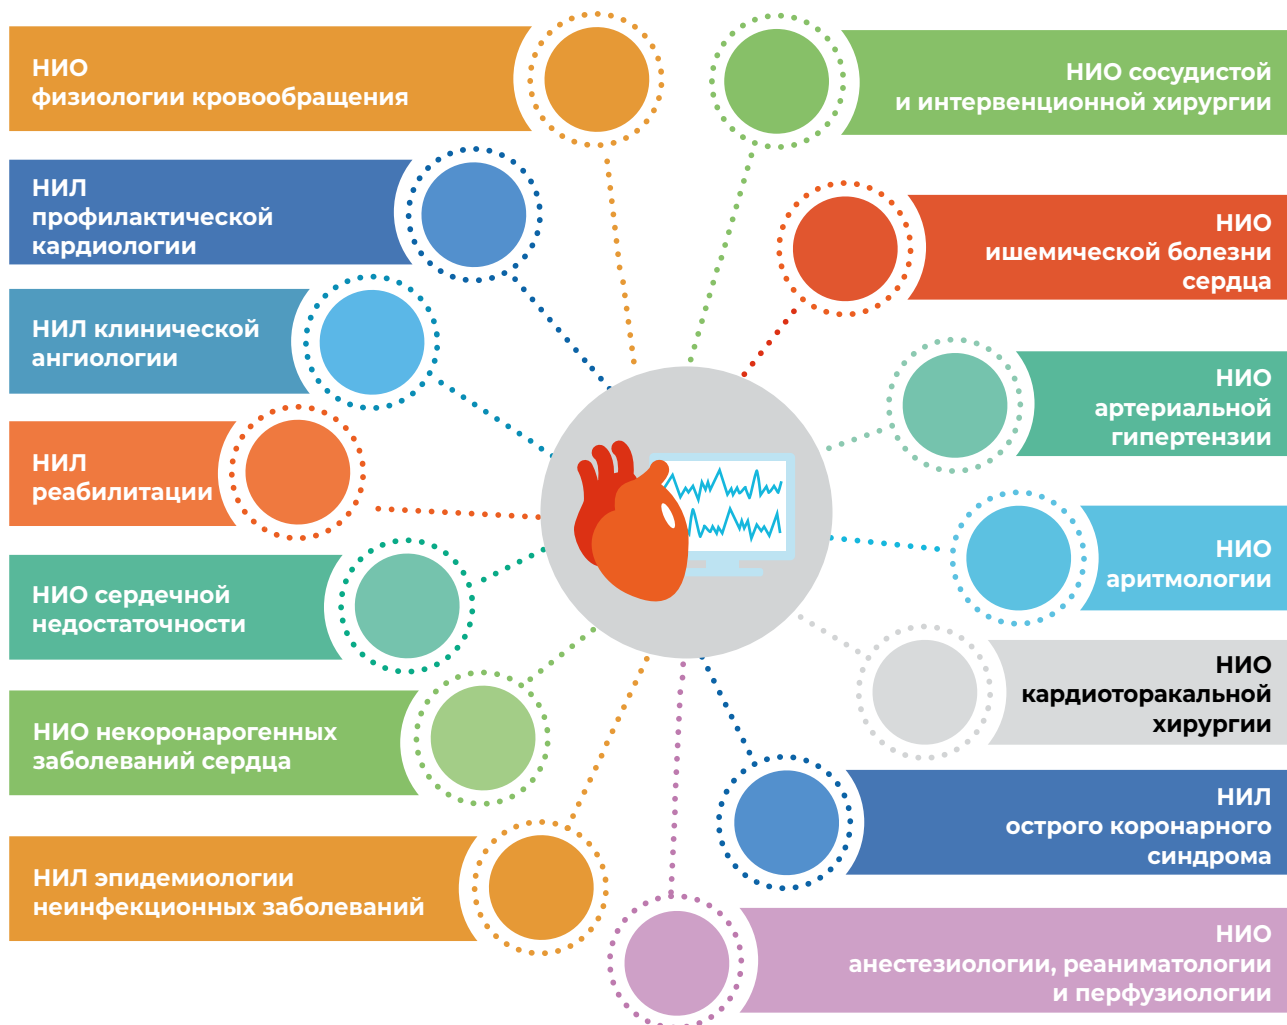 НИО
физиологии кровообращения
НИЛ
профилактической
кардиологии
НИЛ клинической
ангиологии
НИЛ
реабилитации
НИО сердечной
недостаточности
НИО некоронарогенных
заболеваний сердца
НИЛ эпидемиологии
неинфекционных заболеваний
НИО сосудистой
и интервенционной хирургии
НИО
ишемической болезни
сердца
НИО
артериальной
гипертензии
НИО
аритмологии
НИО
кардиоторакальной
хирургии
НИЛ
острого коронарного
синдрома
НИО
анестезиологии, реаниматологии
и перфузиологии